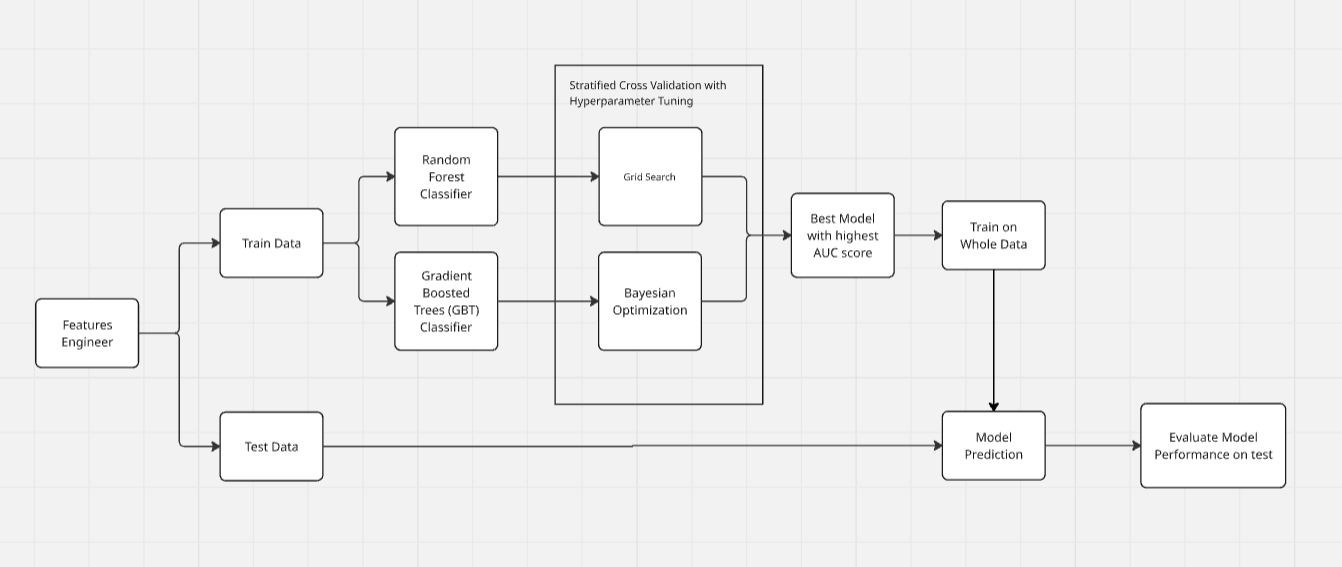 Stratified Cross Validation with
Hyperparameter Tuning
Random
Forest
Classifier
Grid Search
Train Data
Gradient
Boosted
Trees (GBT)
Classifier
Bayesian
Optimization
Best Model
with highest
AUC score
Train on
Whole Data
Features
Engineer
Test Data
Model
Prediction
Evaluate Model
Performance on test